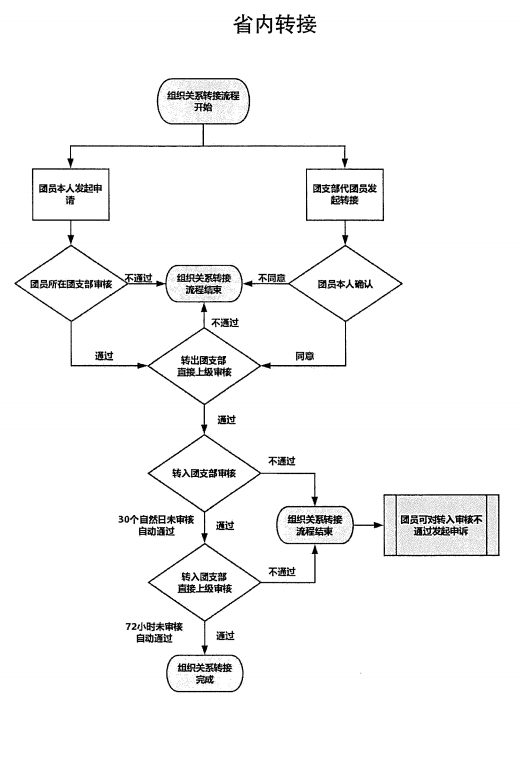 省内转接
组织关系转接流程
开始
团员本人发起申
请
团支部代团员发
起转接
团员所在团支部审核
不通过
组织关系转接
流程结束
不同意
团员本人确认
不通过
通过
转出团支部
直接上级审核
同意
通过
转入团支部审核
不通过
30个自然日未审核
自动通过
通过
组织关系转接
流程结束
团员可对转入审核不
通过发起申诉
转入团支部
直接上级审核
不通过
72小时未审核
自动通过
通过
组织关系转接
完成